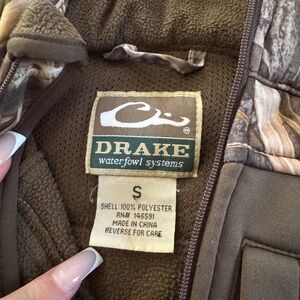 ®
DRAKE
waterfowl systems
S
SHELL: 100% POLYESTER
RN# 146591
MADE IN CHINA
REVERSE FOR CARE